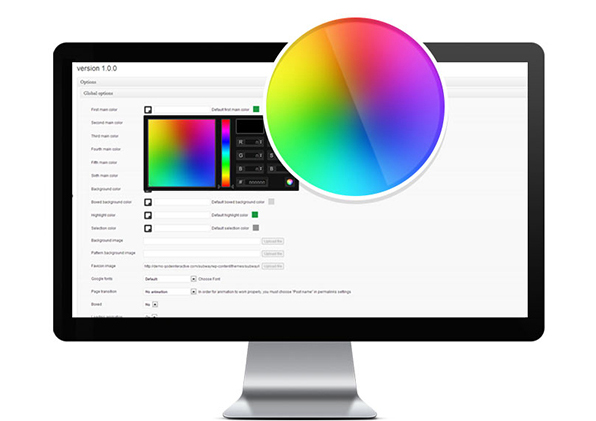 version 1.0.0
Options
Global options
First main color
Default first main color
Second main color
Third main color
Fourth main color
Fifth main color
Sixth main color
Background color
Boxed background color
Default boxed background color
Highlight color
Default highlight color
Selection color
Default selection color
Background image
Upload file
Pattern background image
Upload file
Favicon image
Upload file
Google fonts
Default
Choose Font
Page transition
No animation
In order for animation to work properly, you must choose "Post name" in permalinks settings
Boxed
No